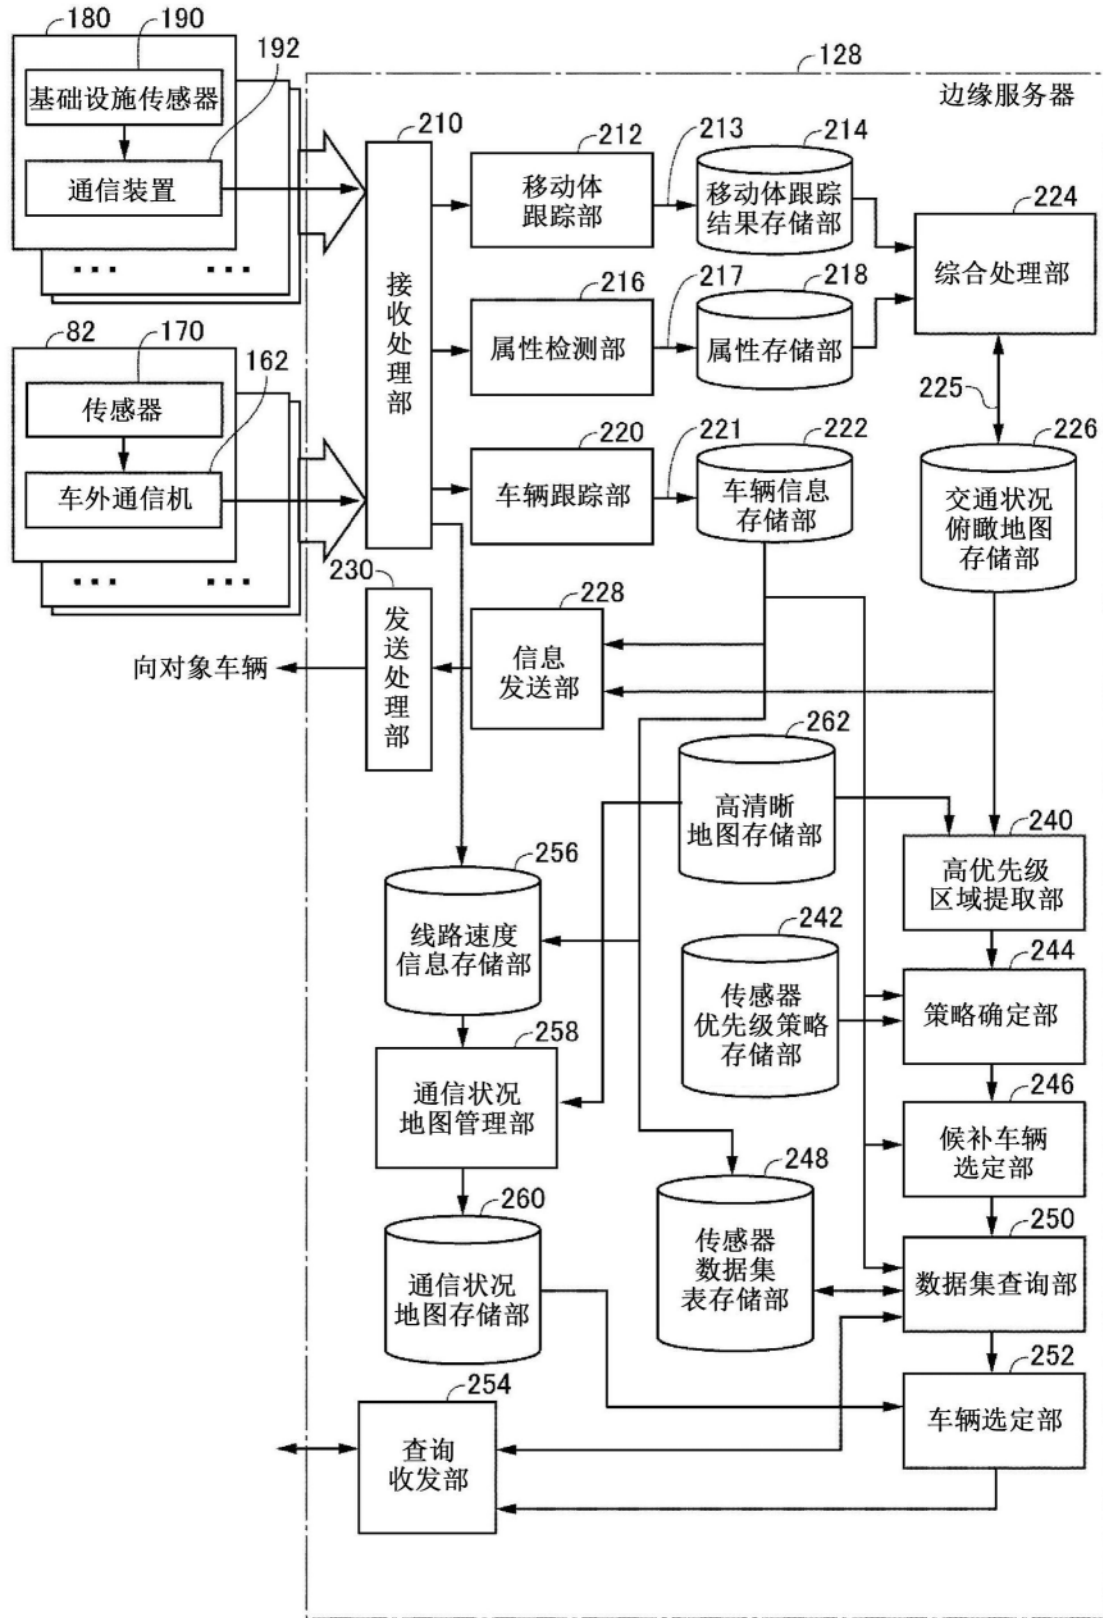 180
190
192
128
基础设施传感器
边缘服务器
210
212
213
214
通信装置
移动体
跟踪部
移动体跟踪
结果存储部
224
综合处理部
... ...
接收处理部
216
217
218
属性检测部
属性存储部
82
170
162
225
传感器
220
221
222
226
车外通信机
车辆跟踪部
车辆信息
存储部
交通状况
俯瞰地图
存储部
... ...
230
228
向对象车辆
发送处理部
信息
发送部
262
高清晰
地图存储部
240
高优先级
区域提取部
256
线路速度
信息存储部
242
传感器
优先级策略
存储部
244
策略确定部
258
通信状况
地图管理部
246
候补车辆
选定部
248
传感器
数据集
表存储部
250
数据集查询部
260
通信状况
地图存储部
252
车辆选定部
254
查询
收发部